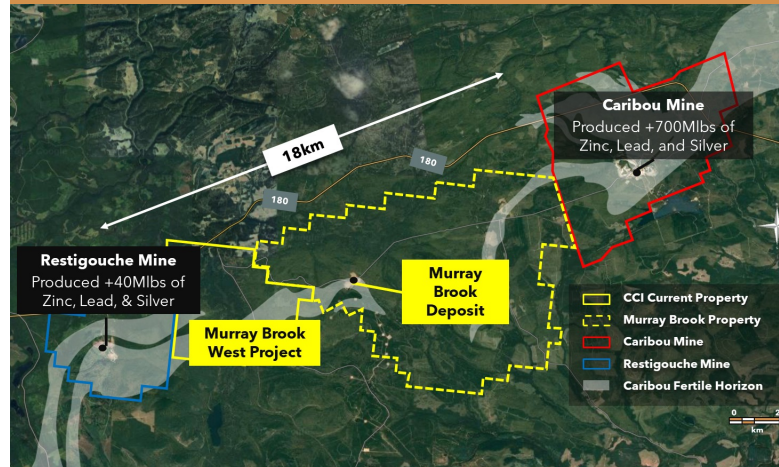 18km
180
180
Caribou Mine
Produced +700Mlbs of
Zinc, Lead, and Silver
Restigouche Mine
Produced +40Mlbs of
Zinc, Lead, & Silver
Murray
Brook
Deposit
Murray Brook
West Project
CCI Current Property
Murray Brook Property
Caribou Mine
Restigouche Mine
Caribou Fertile Horizon
0
km